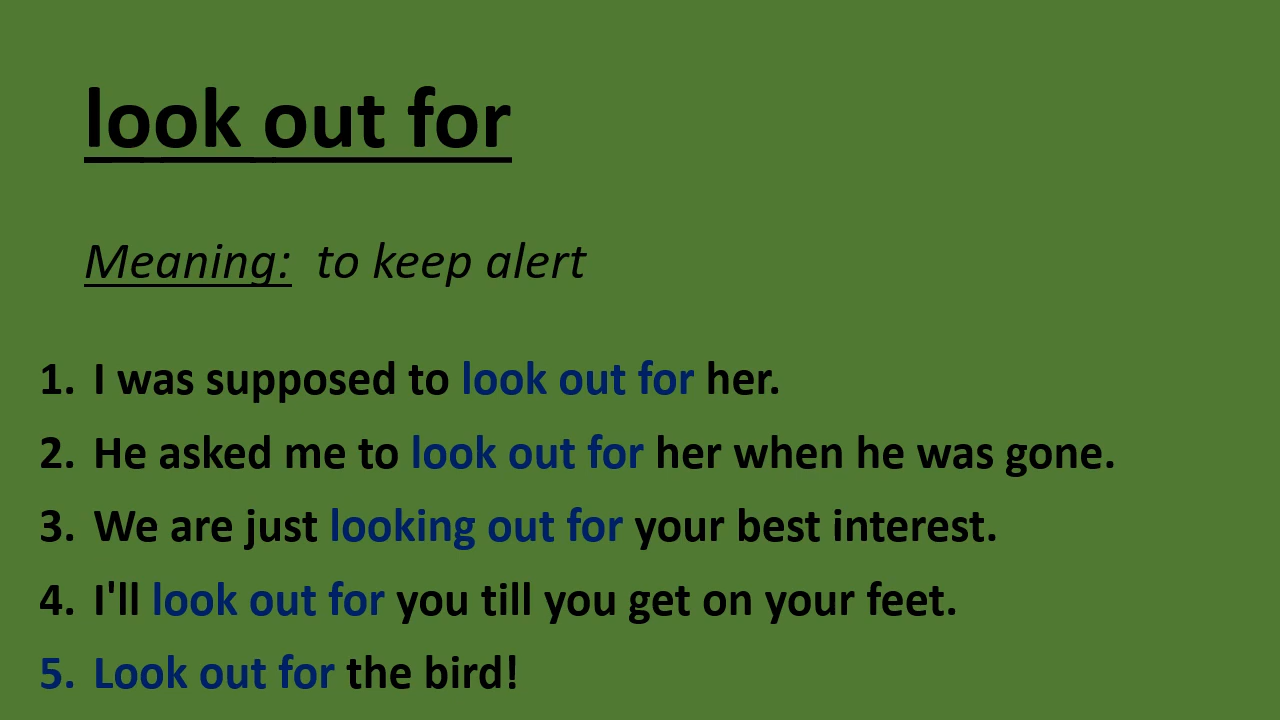 look out for
Meaning: to keep alert
1. I was supposed to look out for her.
2. He asked me to look out for her when he was gone.
3. We are just looking out for your best interest.
4. I'll look out for you till you get on your feet.
5. Look out for the bird!